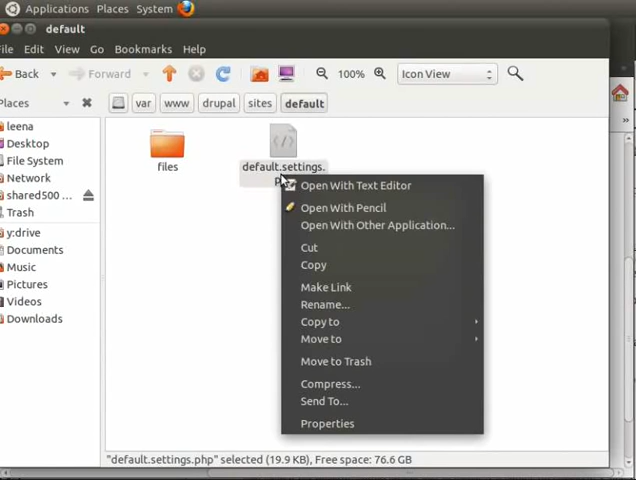 Applications Places System
default
File Edit View Go Bookmarks Help
Back Forward 100% Icon View
Places var www drupal sites default
leena
Desktop
File System
Network
shared500 ...
Trash
y:drive
Documents
Music
Pictures
Videos
Downloads
files
default.settings.
Open With Text Editor
Open With Pencil
Open With Other Application...
Cut
Copy
Make Link
Rename...
Copy to
Move to
Move to Trash
Compress...
Send To...
Properties
"default.settings.php" selected (19.9 KB), Free space: 76.6 GB